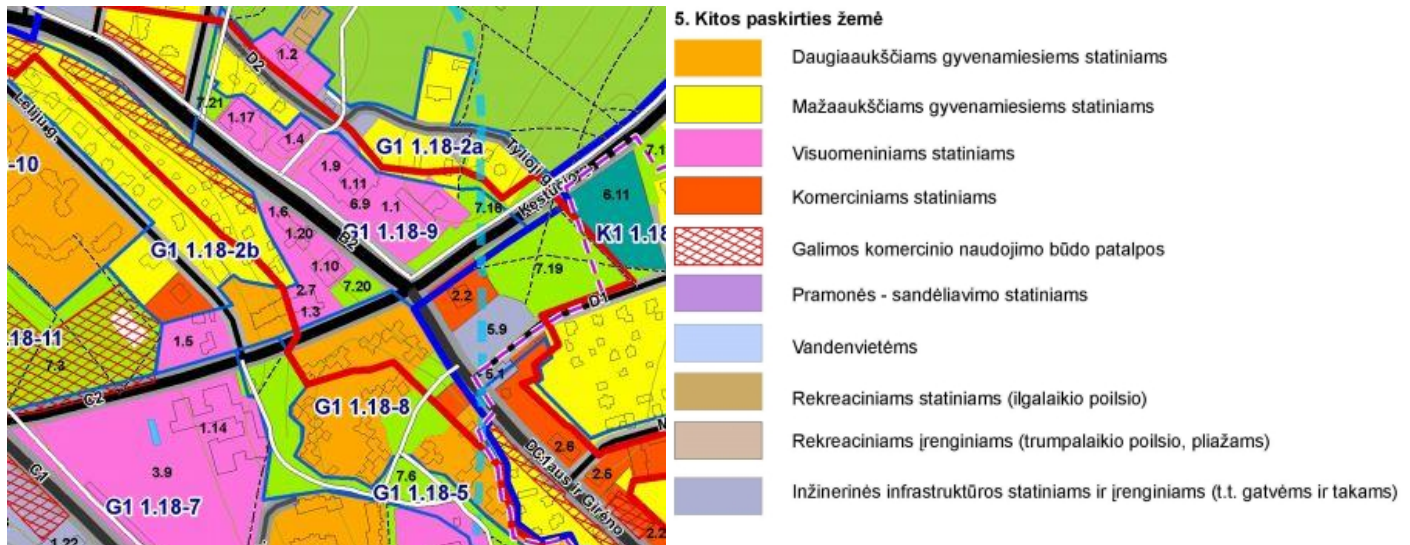 D2
1.2
7.21
1.17
Lelijų g.
1.4
G1 1.18-2a
Tylioji g.
-10
1.9
1.11
6.9
1.1
7.16
Kęstučio
6.11
1.6
1.20
B2
G1 1.18-9
K1 1.18
G1 1.18-2b
1.10
7.20
7.19
2.7
1.3
2.2
D1
1.5
5.9
.18-11
7.3
5.1
C2
G1 1.18-8
1.14
3.9
2.6
C1
7.6
G1 1.18-5
2.5
G1 1.18-7
aus ir Girėno
1.22
5. Kitos paskirties žemė
Daugiaaukščiams gyvenamiesiems statiniams
Mažaaukščiams gyvenamiesiems statiniams
Visuomeniniams statiniams
Komerciniams statiniams
Galimos komercinio naudojimo būdo patalpos
Pramonės - sandėliavimo statiniams
Vandenvietėms
Rekreaciniams statiniams (ilgalaikio poilsio)
Rekreaciniams įrenginiams (trumpalaikio poilsio, pliažams)
Inžinerinės infrastruktūros statiniams ir įrenginiams (t.t. gatvėms ir takams)